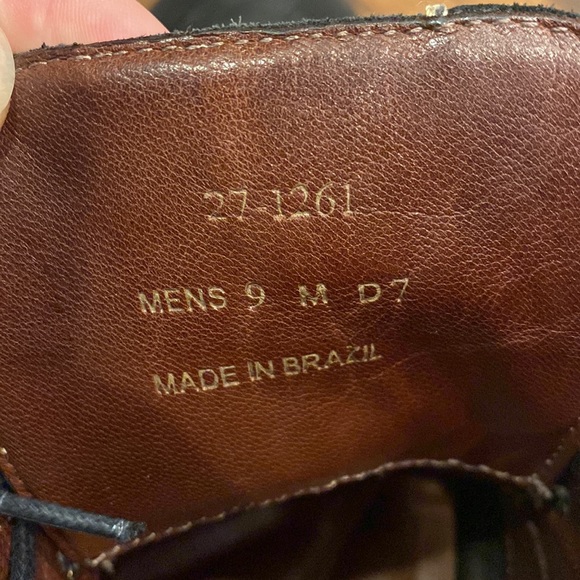 27-1261
MENS 9 M D7
MADE IN BRAZIL